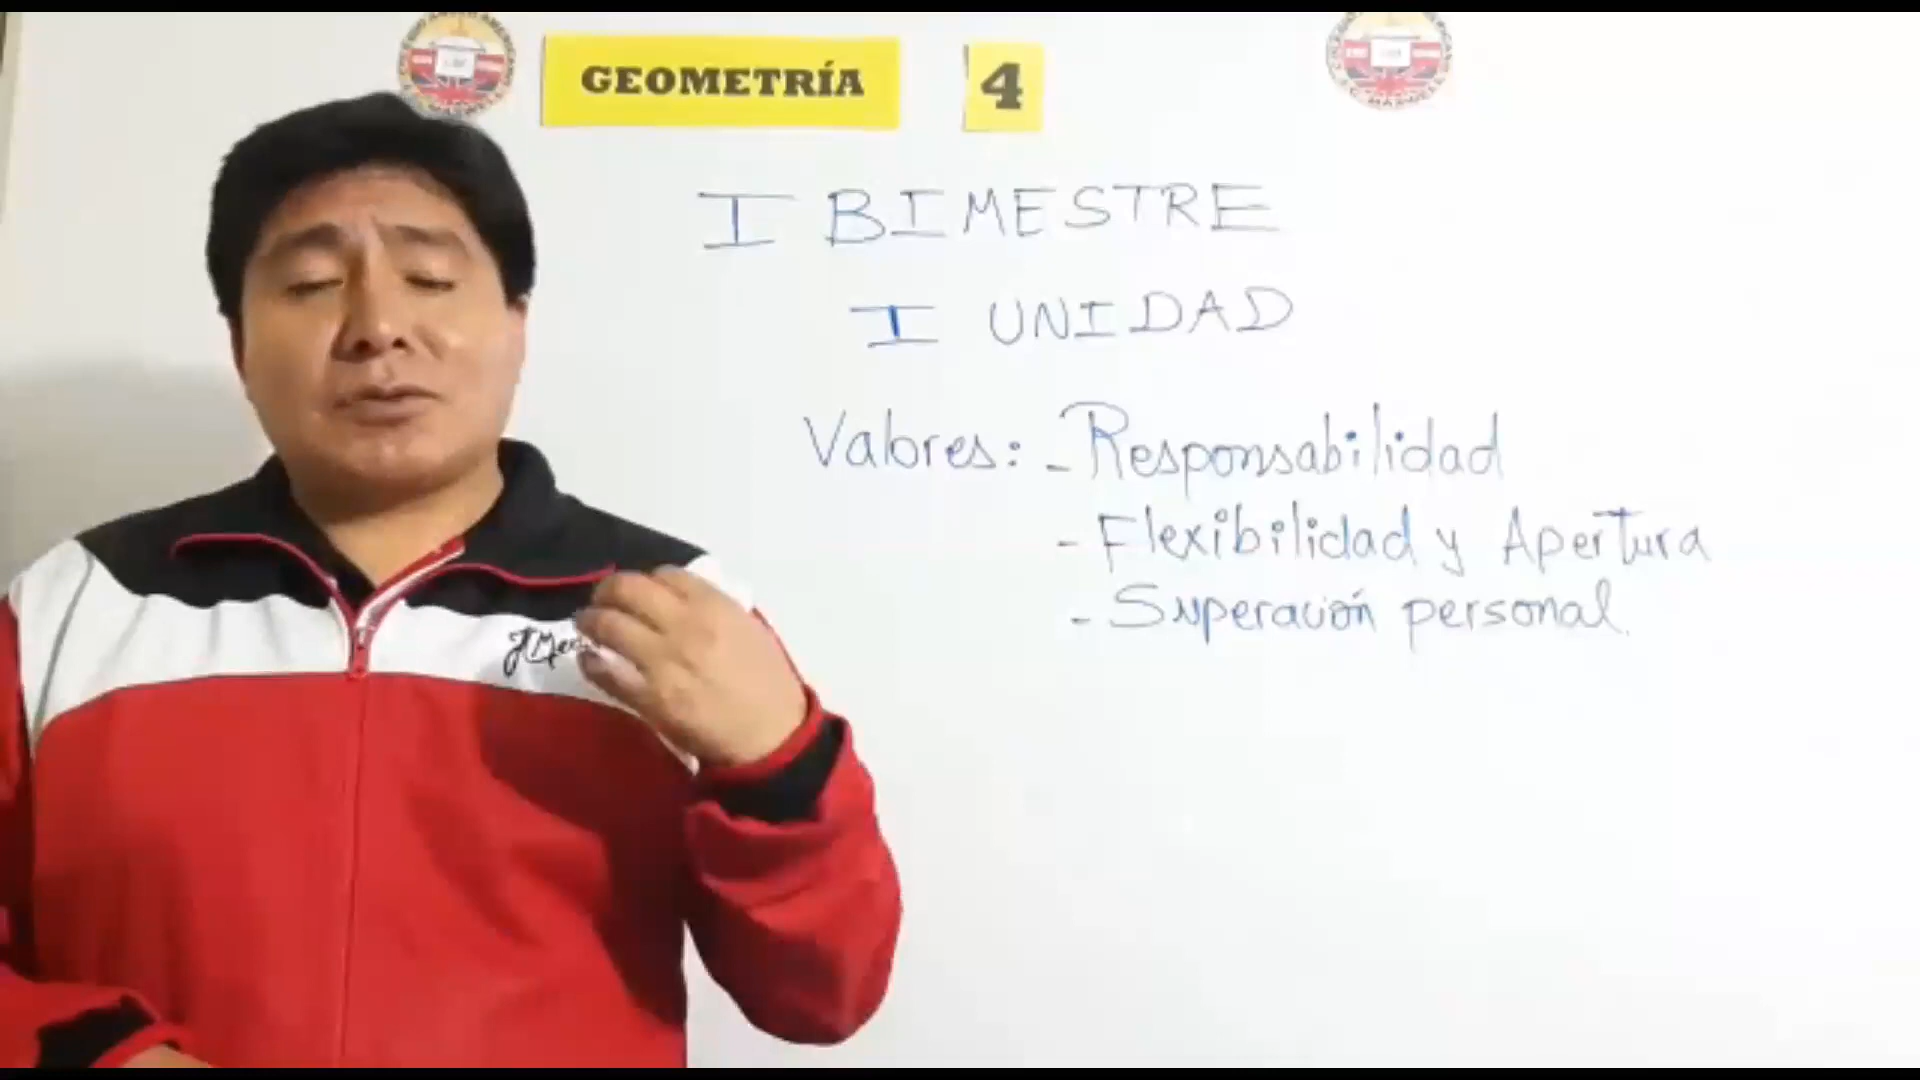 GEOMETRÍA 4
I BIMESTRE
I UNIDAD
Valores: - Responsabilidad
- Flexibilidad y Apertura
- Superación personal.